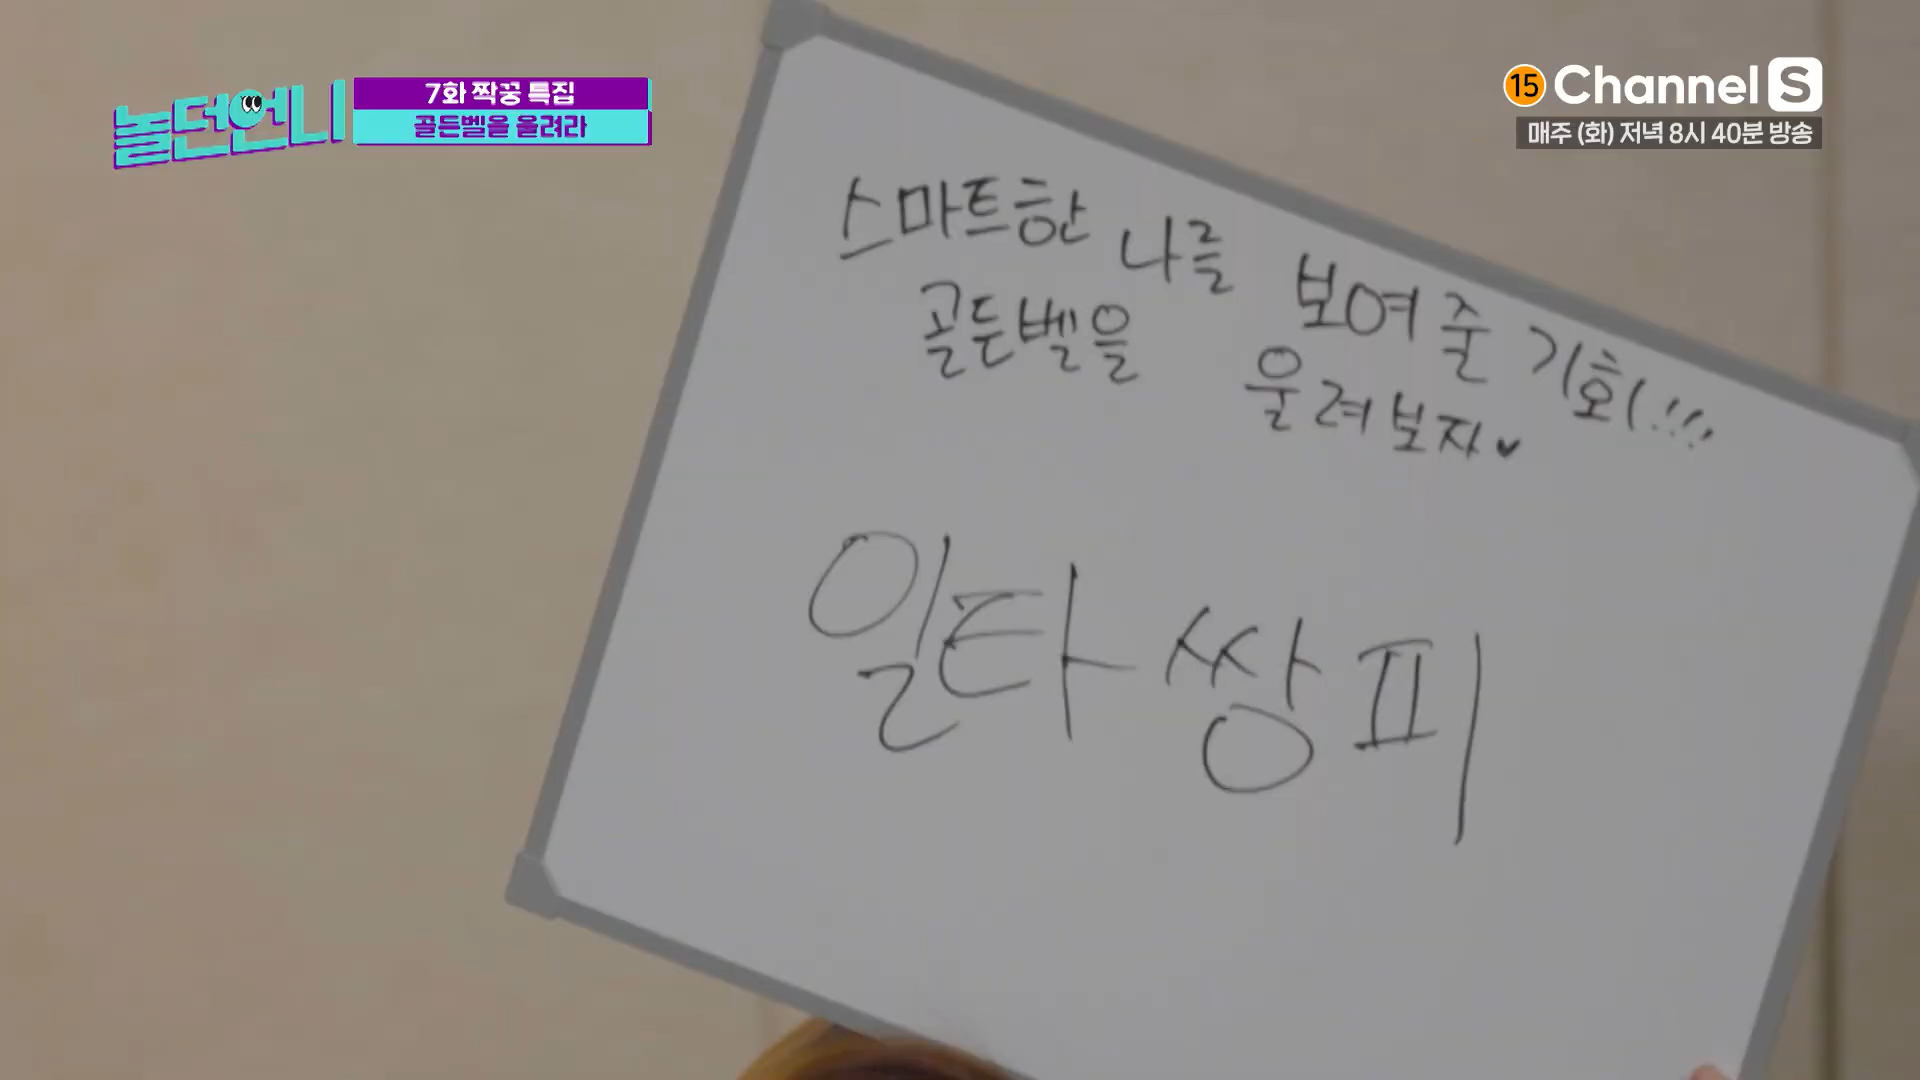 놀던언니
7화 짝꿍 특집
골든벨을 울려라
15 Channel S
매주 (화) 저녁 8시 40분 방송
스마트한 나를 보여줄 기회!!!
골든벨을 울려보자♥
일타쌍피